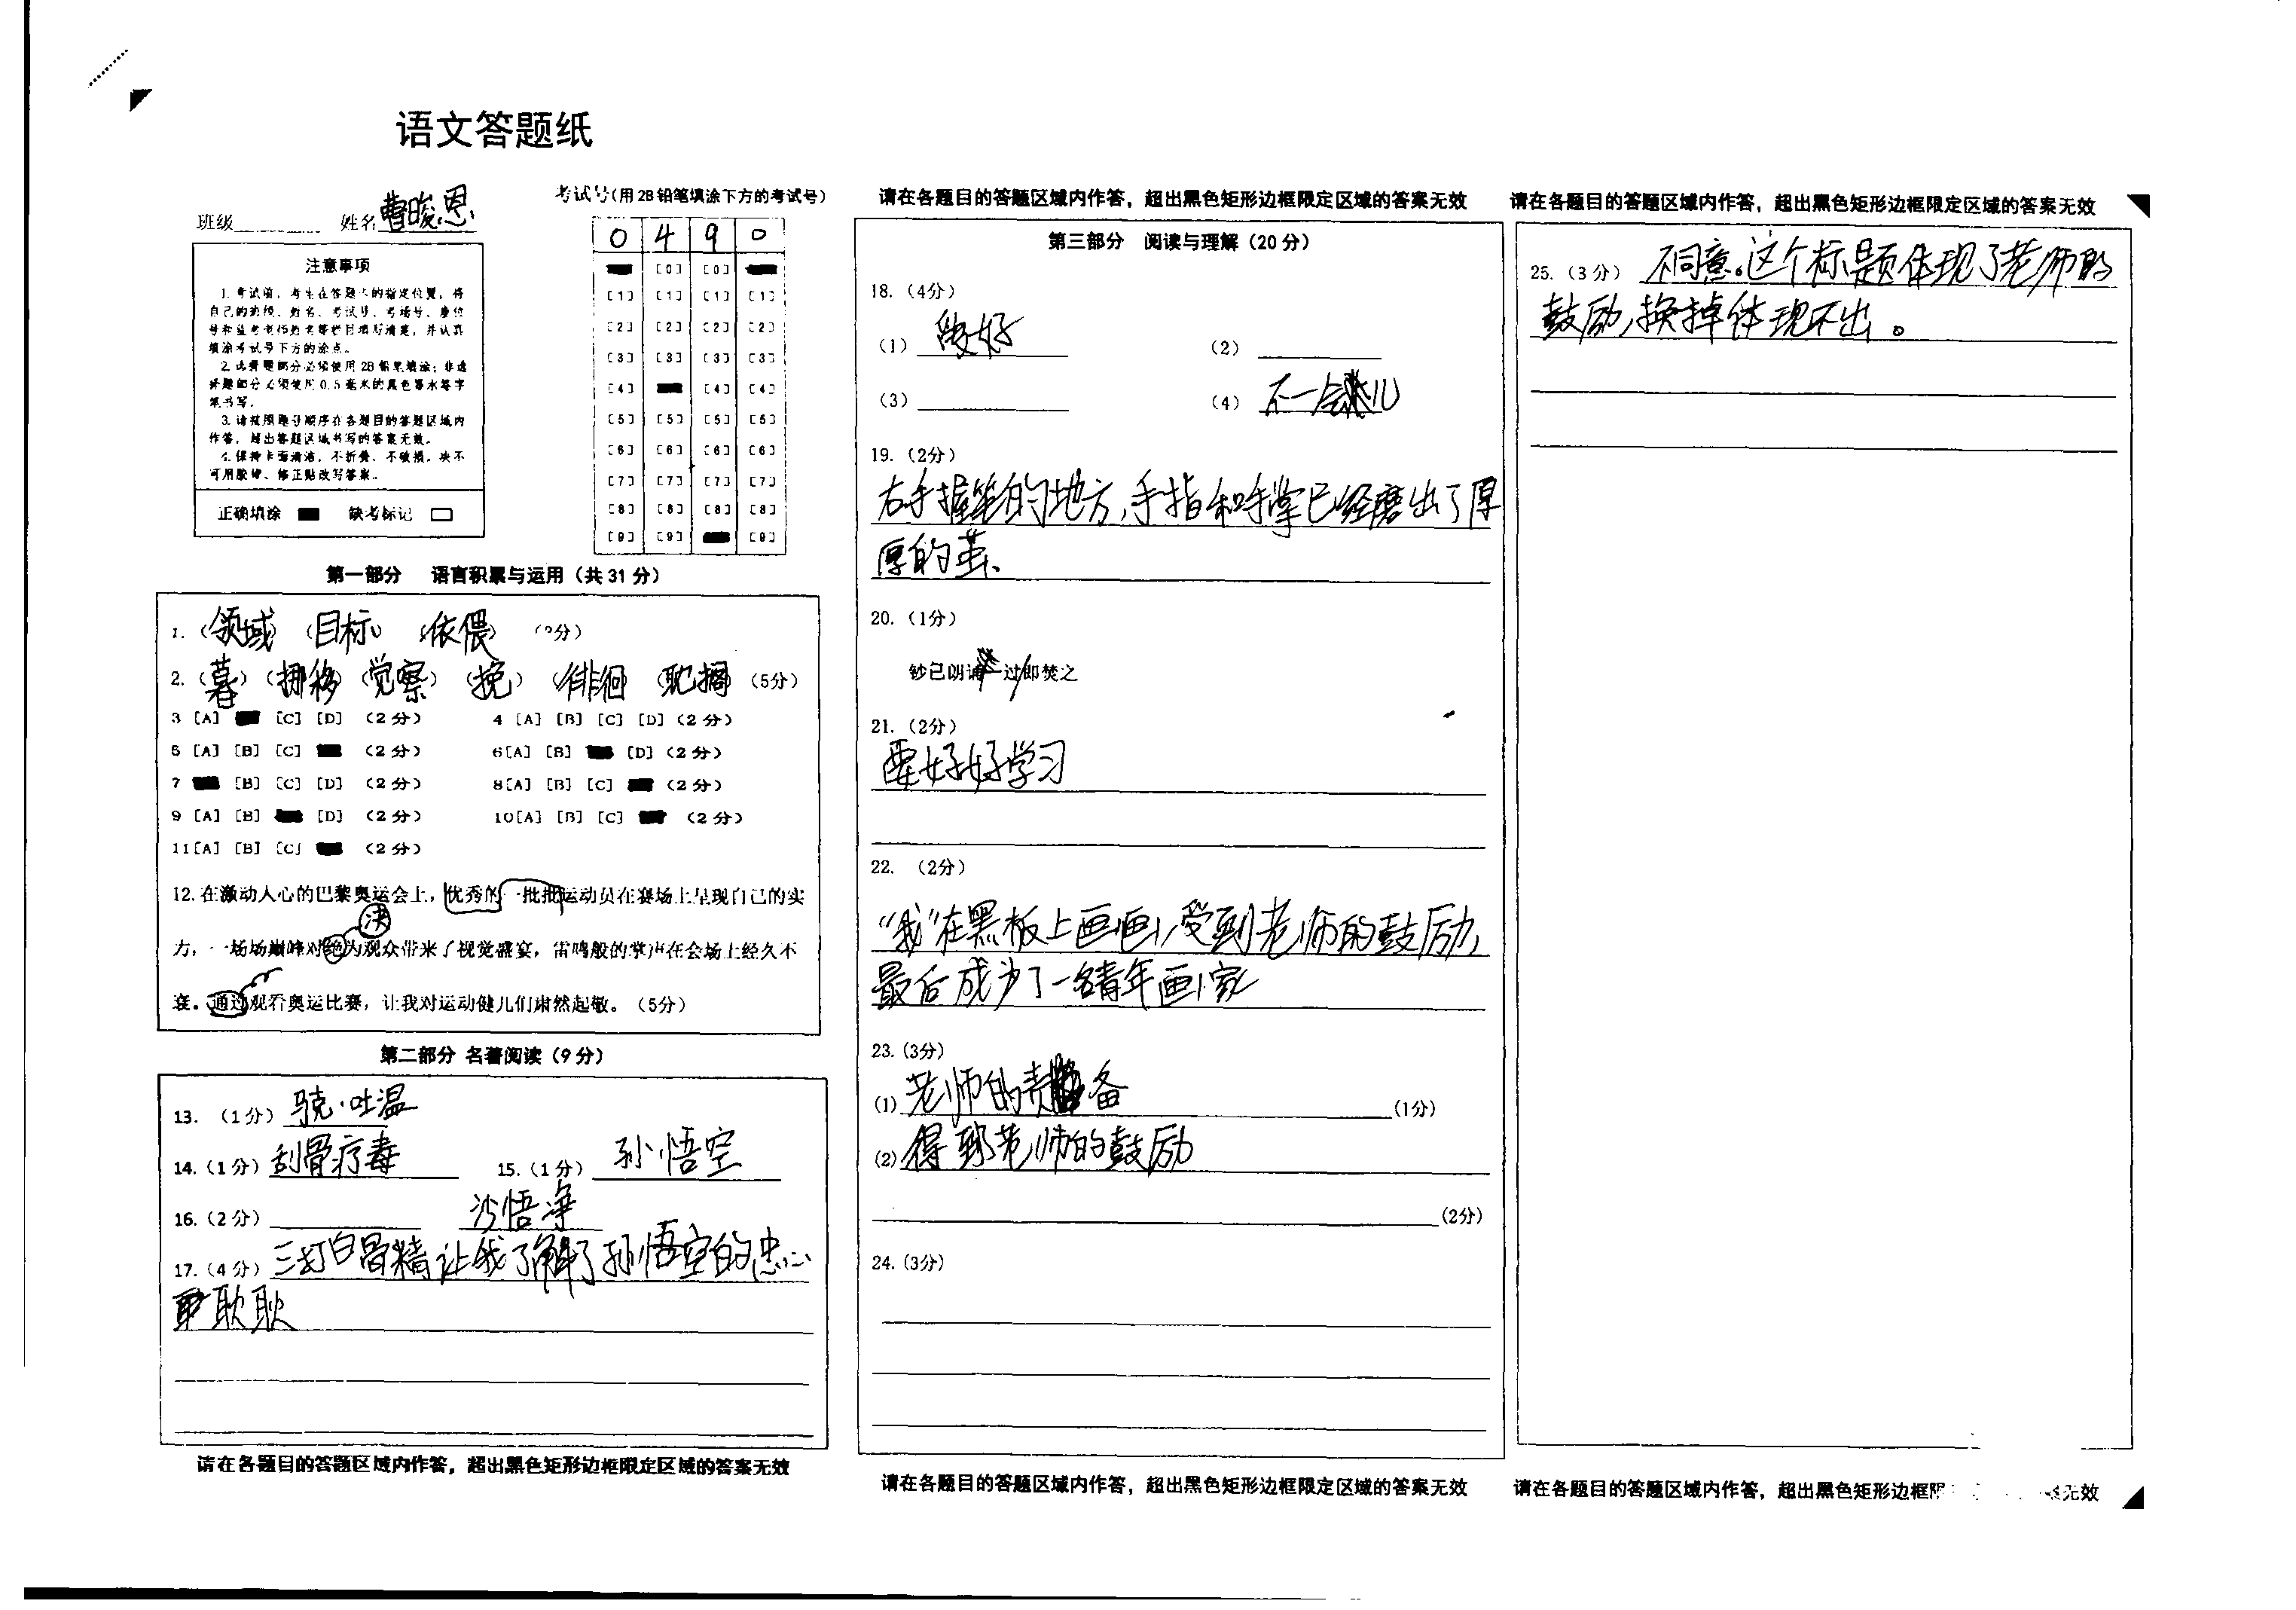 语文答题纸
班级 姓名 曹晙恩
考试号(用2B铅笔填涂下方的考试号)
0 4 9 0
[0] [0]
[1] [1] [1] [1]
[2] [2] [2] [2]
[3] [3] [3] [3]
[4] [4] [4]
[5] [5] [5] [5]
[6] [6] [6] [6]
[7] [7] [7] [7]
[8] [8] [8] [8]
[9] [9] [9]
注意事项
1.考试前,考生在答题卡的指定位置,将
自己的班级、姓名、考试号、考场号、座位
号和监考老师姓名等栏目填写清楚,并认真
填涂考试号下方的涂点。
2.选择题部分必须使用2B铅笔填涂;非选
择题部分必须使用0.5毫米的黑色墨水签字
笔书写。
3.请按照题号顺序在各题目的答题区域内
作答,超出答题区域书写的答案无效。
4.保持卡面清洁,不折叠、不破损,决不
可用胶带、修正贴改写答案。
正确填涂 缺考标记
第一部分 语言积累与运用(共31分)
1.(领域)(目标)(依偎)
2.(暮)(挪移)(觉察)(挽)(徘徊)(耽搁)(5分)
3 [A] [C] [D] (2分) 4 [A] [B] [C] [D] (2分)
5 [A] [B] [C] (2分) 6[A] [B] [D] (2分)
7 [B] [C] [D] (2分) 8[A] [B] [C] (2分)
9 [A] [B] [D] (2分) 10[A] [B] [C] (2分)
11[A] [B] [C] (2分)
12.在激动人心的巴黎奥运会上,优秀的一批批运动员在赛场上呈现自己的实
决
力,一场场巅峰对绝为观众带来了视觉盛宴,雷鸣般的掌声在会场上经久不
衰。通过观看奥运比赛,让我对运动健儿们肃然起敬。(5分)
第二部分 名著阅读(9分)
13.(1分) 骑克·吐温
14.(1分) 刮骨疗毒 15.(1分) 孙悟空
16.(2分) 沙悟净
17.(4分) 三打白骨精让我了解了孙悟空的忠心
耿耿
请在各题目的答题区域内作答,超出黑色矩形边框限定区域的答案无效
请在各题目的答题区域内作答,超出黑色矩形边框限定区域的答案无效
第三部分 阅读与理解(20分)
18.(4分)
(1) 做好 (2)
(3) (4) 不一会儿
19.(2分)
右手握笔的地方,手指和手掌已经磨出了厚
厚的茧、
20.(1分)
钞已朗诵一过即焚之
21.(2分)
要好好学习
22.(2分)
“我”在黑板上画画,受到老师的鼓励,
最后成为了一名青年画家
23.(3分)
(1) 老师的责备 (1分)
(2) 得到老师的鼓励
(2分)
24.(3分)
请在各题目的答题区域内作答,超出黑色矩形边框限定区域的答案无效
请在各题目的答题区域内作答,超出黑色矩形边框限定区域的答案无效
25.(3分) 不同意。这个标题体现了老师的
鼓励,换掉体现不出。
请在各题目的答题区域内作答,超出黑色矩形边框 无效